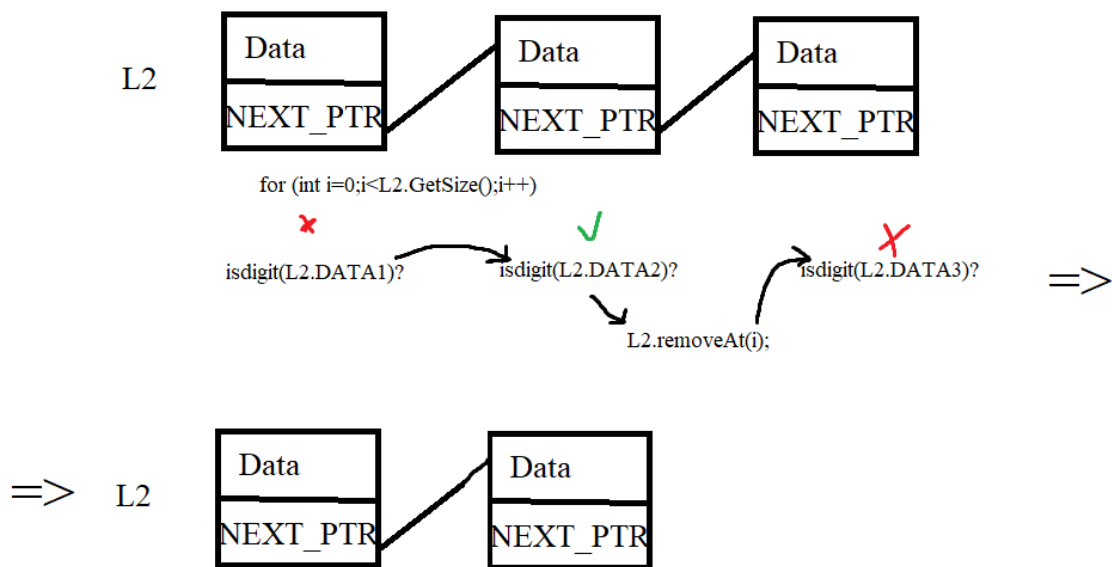 Data Data Data
L2
NEXT_PTR NEXT_PTR NEXT_PTR
for (int i=0;i<L2.GetSize();i++)
isdigit(L2.DATA1)? isdigit(L2.DATA2)? isdigit(L2.DATA3)? =>
L2.removeAt(i);
Data Data
=> L2
NEXT_PTR NEXT_PTR